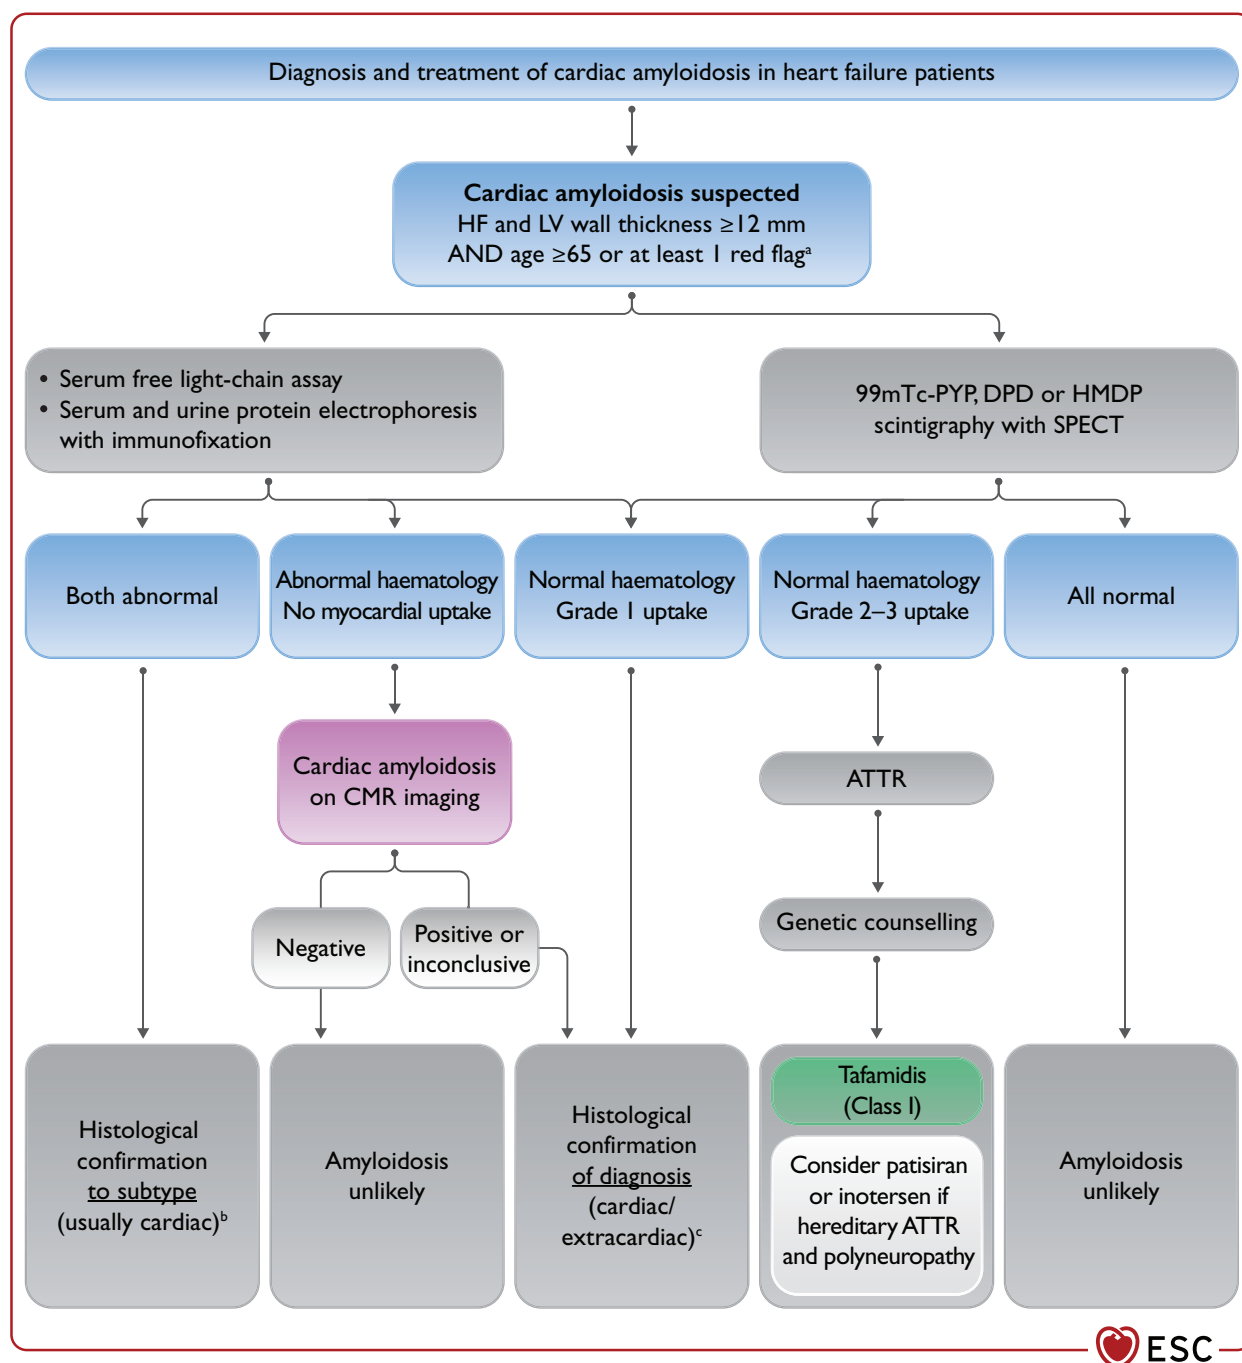 Diagnosis and treatment of cardiac amyloidosis in heart failure patients
Cardiac amyloidosis suspected
HF and LV wall thickness ≥12 mm
AND age ≥65 or at least 1 red flagᵃ
• Serum free light-chain assay
• Serum and urine protein electrophoresis
with immunofixation
99mTc-PYP, DPD or HMDP
scintigraphy with SPECT
Both abnormal
Abnormal haematology
No myocardial uptake
Normal haematology
Grade 1 uptake
Normal haematology
Grade 2–3 uptake
All normal
Cardiac amyloidosis
on CMR imaging
ATTR
Negative
Positive or
inconclusive
Genetic counselling
Histological
confirmation
to subtype
(usually cardiac)ᵇ
Amyloidosis
unlikely
Histological
confirmation
of diagnosis
(cardiac/
extracardiac)ᶜ
Tafamidis
(Class I)
Consider patisiran
or inotersen if
hereditary ATTR
and polyneuropathy
Amyloidosis
unlikely
ESC